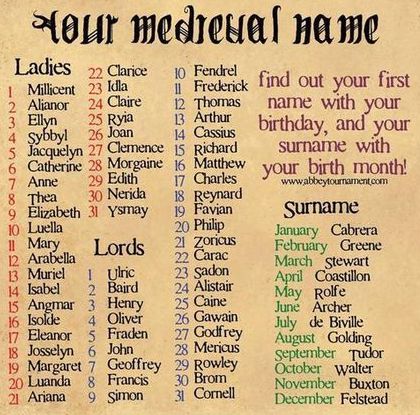 Your medieval name
Ladies
1 Millicent
2 Alianor
3 Ellyn
4 Sybbyl
5 Jacquelyn
6 Catherine
7 Anne
8 Thea
9 Elizabeth
10 Luella
11 Mary
12 Arabella
13 Muriel
14 Isabel
15 Angmar
16 Isolde
17 Eleanor
18 Josselyn
19 Margaret
20 Luanda
21 Ariana
22 Clarice
23 Idla
24 Claire
25 Ryia
26 Joan
27 Clemence
28 Morgaine
29 Edith
30 Nerida
31 Ysmay
Lords
1 Ulric
2 Baird
3 Henry
4 Oliver
5 Fraden
6 John
7 Geoffrey
8 Francis
9 Simon
10 Fendrel
11 Frederick
12 Thomas
13 Arthur
14 Cassius
15 Richard
16 Matthew
17 Charles
18 Reynard
19 Favian
20 Philip
21 Zoricus
22 Carac
23 Sadon
24 Alistair
25 Caine
26 Gawain
27 Godfrey
28 Mericus
29 Rowley
30 Brom
31 Cornell
find out your first
name with your
birthday, and your
surname with
your birth month!
www.abbeytournament.com
Surname
January Cabrera
February Greene
March Stewart
April Coastillon
May Rolfe
June Archer
July de Biville
August Golding
September Tudor
October Walter
November Buxton
December Felstead